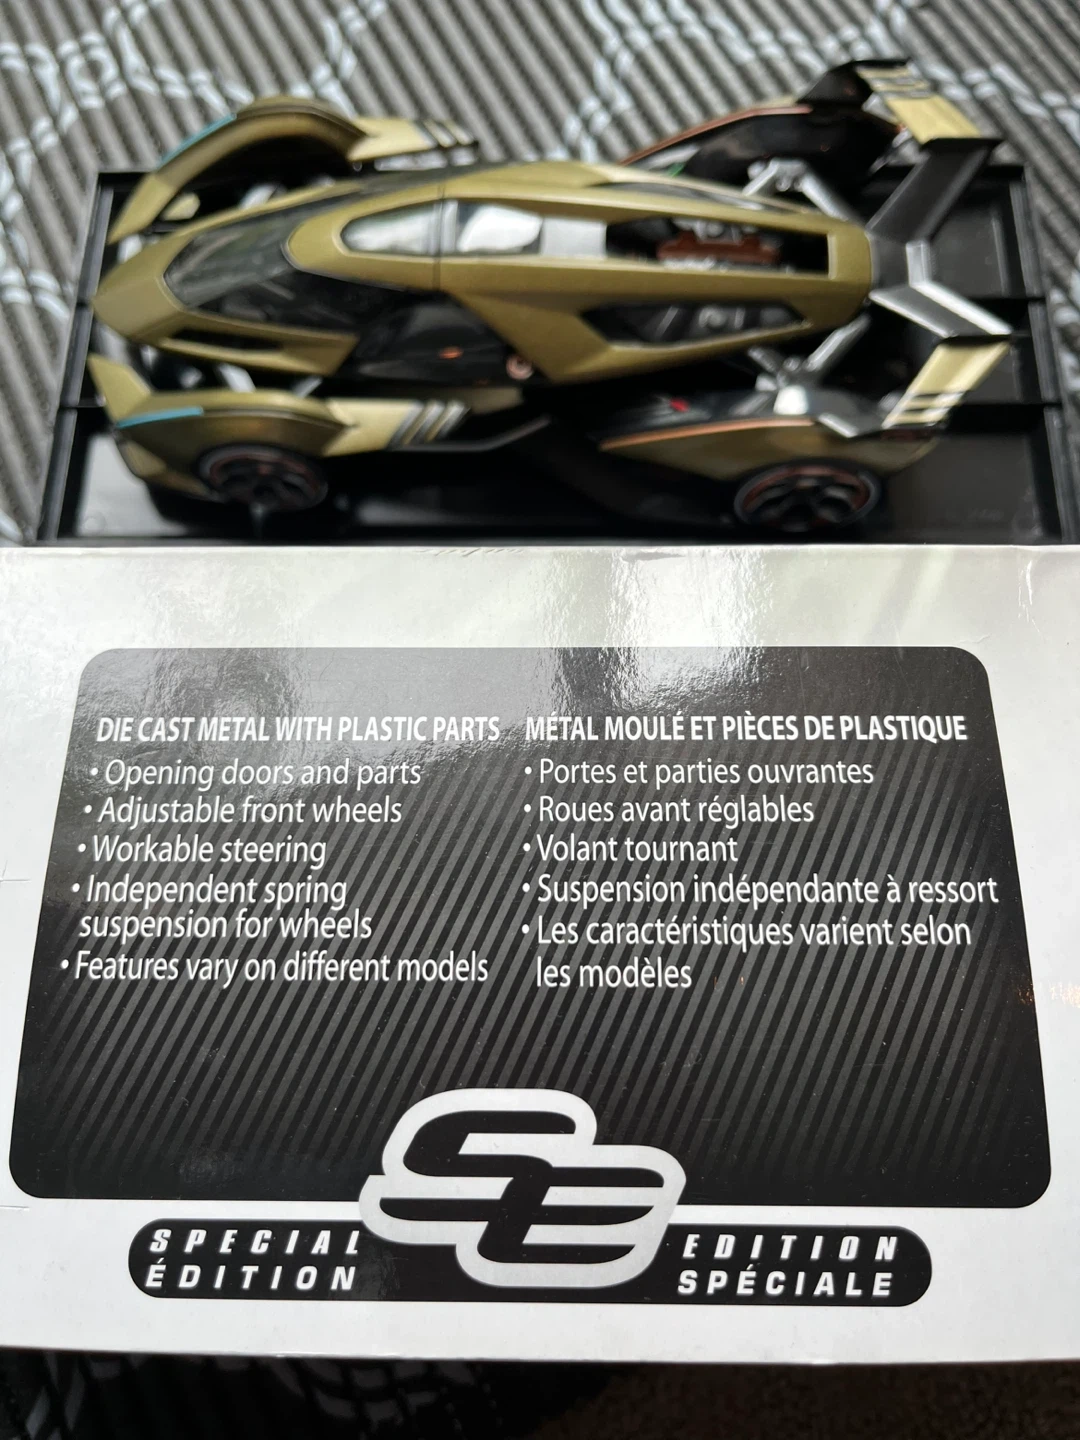 DIE CAST METAL WITH PLASTIC PARTS
• Opening doors and parts
• Adjustable front wheels
• Workable steering
• Independent spring
suspension for wheels
• Features vary on different models
MÉTAL MOULÉ ET PIÈCES DE PLASTIQUE
• Portes et parties ouvrantes
• Roues avant réglables
• Volant tournant
• Suspension indépendante à ressort
• Les caractéristiques varient selon
les modèles
SE
SPECIAL
ÉDITION
EDITION
SPÉCIALE